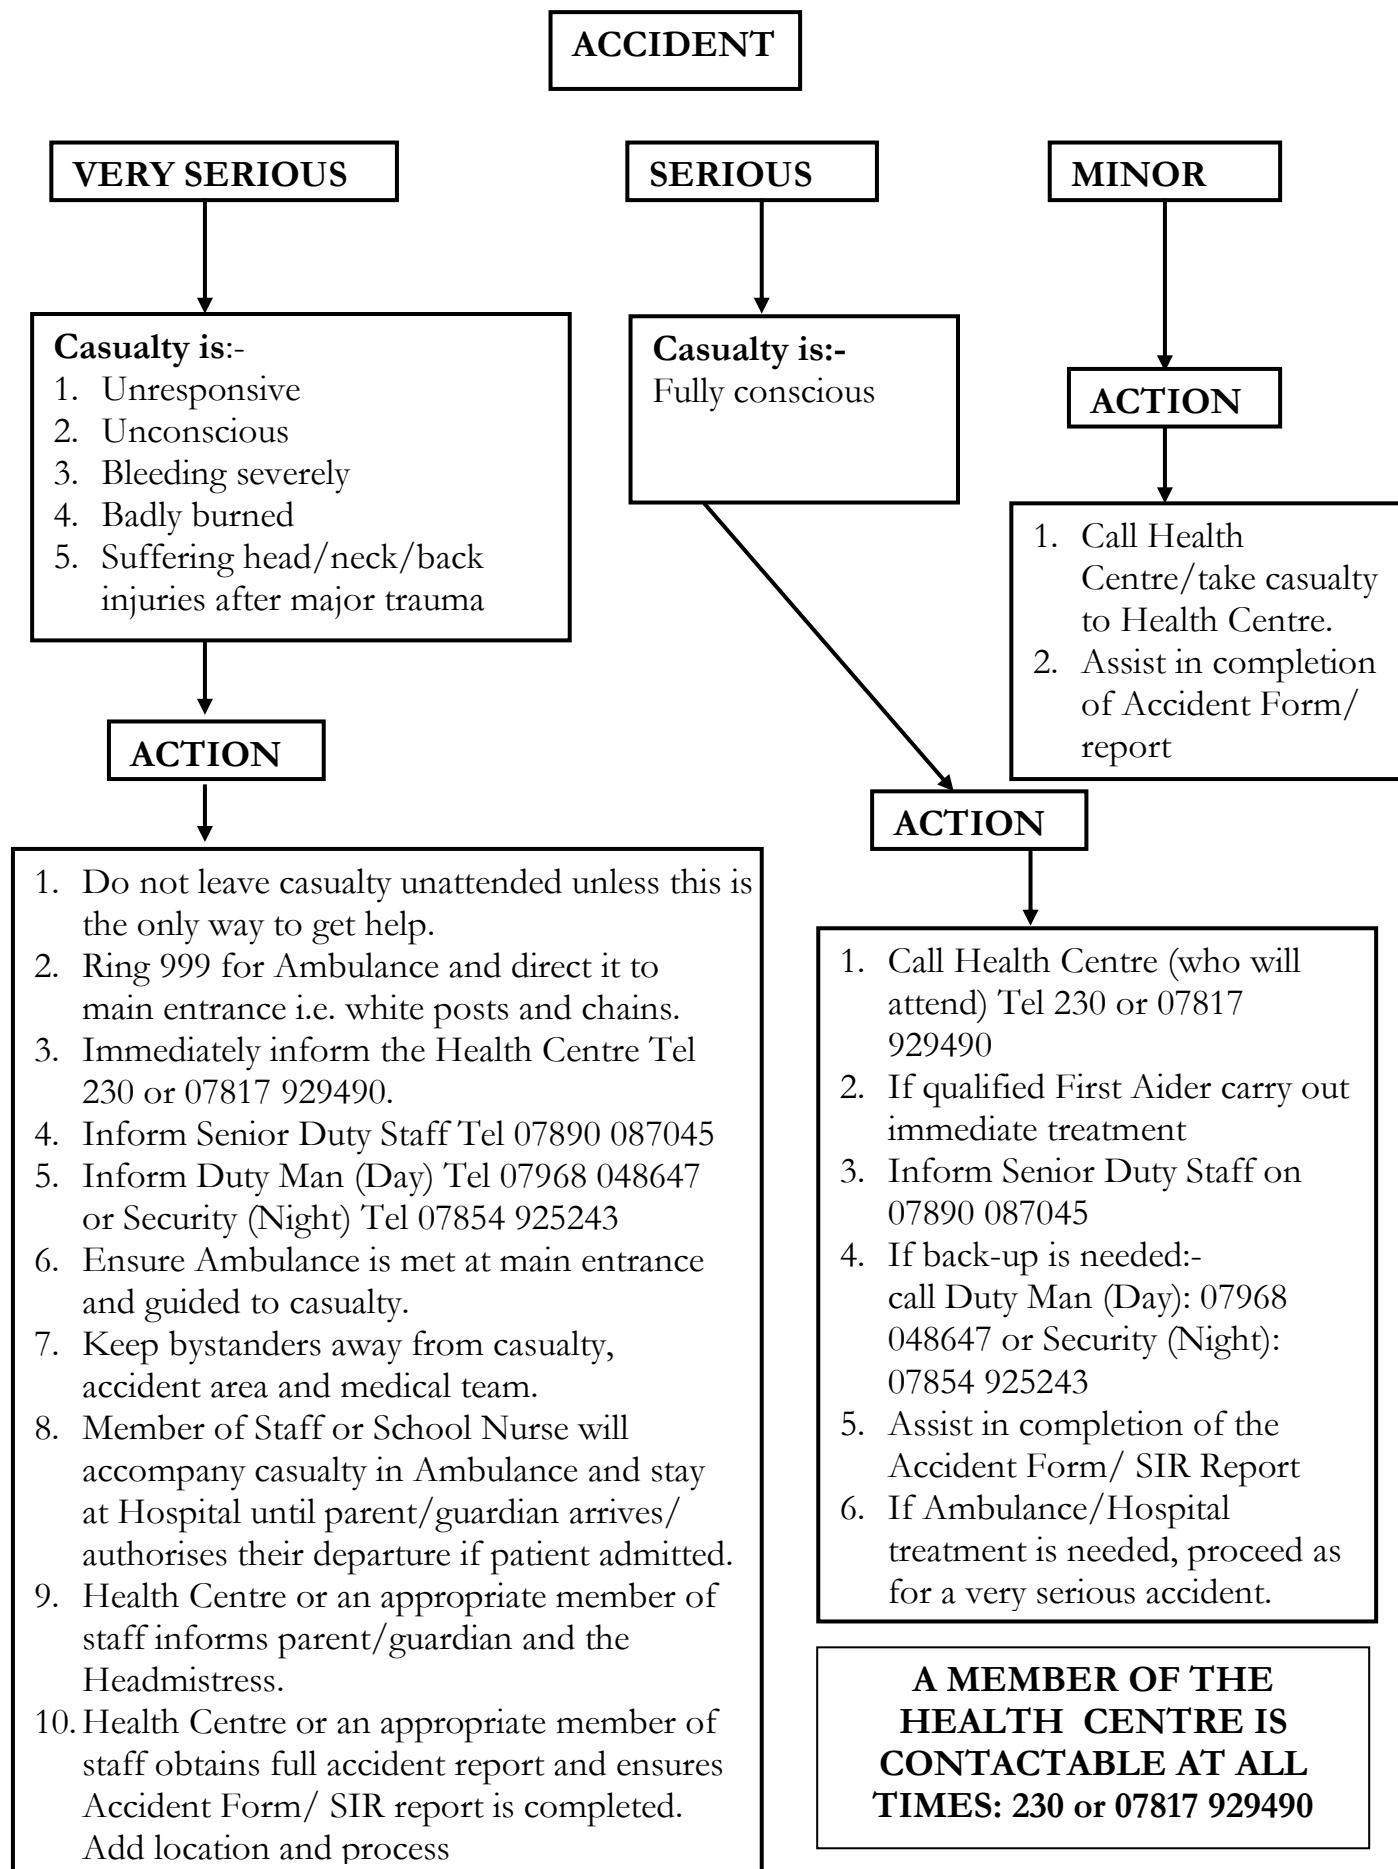 ACCIDENT
VERY SERIOUS
Casualty is:-
1. Unresponsive
2. Unconscious
3. Bleeding severely
4. Badly burned
5. Suffering head/neck/back
injuries after major trauma
ACTION
1. Do not leave casualty unattended unless this is
the only way to get help.
2. Ring 999 for Ambulance and direct it to
main entrance i.e. white posts and chains.
3. Immediately inform the Health Centre Tel
230 or 07817 929490.
4. Inform Senior Duty Staff Tel 07890 087045
5. Inform Duty Man (Day) Tel 07968 048647
or Security (Night) Tel 07854 925243
6. Ensure Ambulance is met at main entrance
and guided to casualty.
7. Keep bystanders away from casualty,
accident area and medical team.
8. Member of Staff or School Nurse will
accompany casualty in Ambulance and stay
at Hospital until parent/guardian arrives/
authorises their departure if patient admitted.
9. Health Centre or an appropriate member of
staff informs parent/guardian and the
Headmistress.
10. Health Centre or an appropriate member of
staff obtains full accident report and ensures
Accident Form/ SIR report is completed.
Add location and process
SERIOUS
Casualty is:-
Fully conscious
ACTION
1. Call Health Centre (who will
attend) Tel 230 or 07817
929490
2. If qualified First Aider carry out
immediate treatment
3. Inform Senior Duty Staff on
07890 087045
4. If back-up is needed:-
call Duty Man (Day): 07968
048647 or Security (Night):
07854 925243
5. Assist in completion of the
Accident Form/ SIR Report
6. If Ambulance/Hospital
treatment is needed, proceed as
for a very serious accident.
MINOR
ACTION
1. Call Health
Centre/take casualty
to Health Centre.
2. Assist in completion
of Accident Form/
report
A MEMBER OF THE
HEALTH CENTRE IS
CONTACTABLE AT ALL
TIMES: 230 or 07817 929490